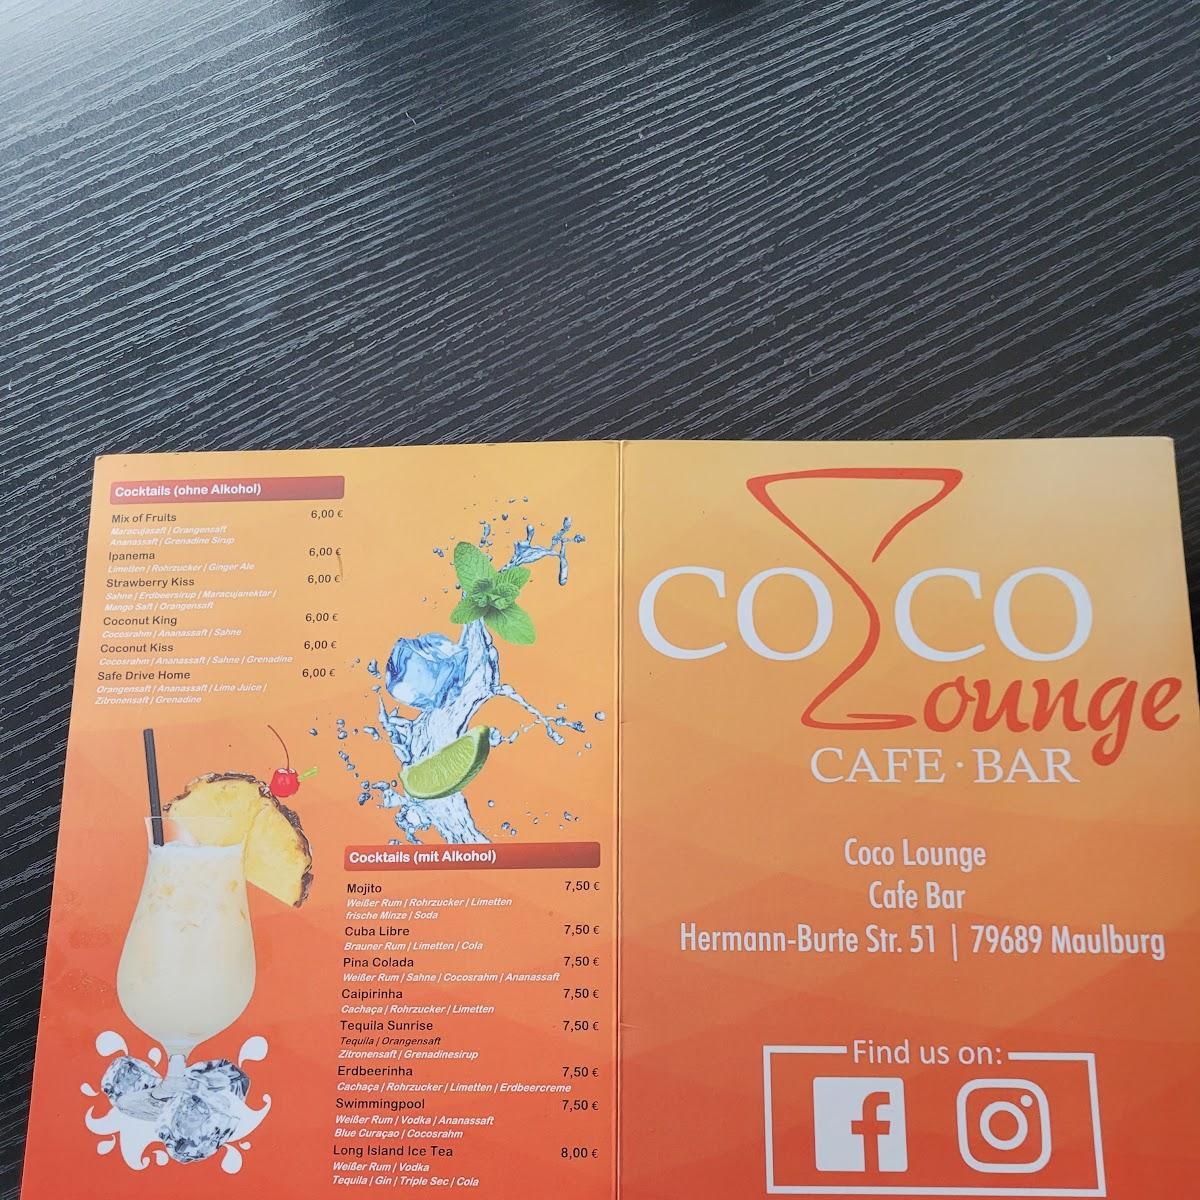 Cocktails (ohne Alkohol)
Mix of Fruits 6,00 €
Maracujasaft / Orangensaft
Ananassaft / Grenadine Sirup
Ipanema 6,00 €
Limetten / Rohrzucker / Ginger Ale
Strawberry Kiss 6,00 €
Sahne / Erdbeersirup / Maracujanektar /
Mango Saft / Orangensaft
Coconut King 6,00 €
Cocosrahm / Ananassaft / Sahne
Coconut Kiss 6,00 €
Cocosrahm / Ananassaft / Sahne / Grenadine
Safe Drive Home 6,00 €
Orangensaft / Ananassaft / Lime Juice /
Zitronensaft / Grenadine
Cocktails (mit Alkohol)
Mojito 7,50 €
Weißer Rum / Rohrzucker / Limetten
frische Minze / Soda
Cuba Libre 7,50 €
Brauner Rum / Limetten / Cola
Pina Colada 7,50 €
Weißer Rum / Sahne / Cocosrahm / Ananassaft
Caipirinha 7,50 €
Cachaça / Rohrzucker / Limetten
Tequila Sunrise 7,50 €
Tequila / Orangensaft
Zitronensaft / Grenadinesirup
Erdbeerinha 7,50 €
Cachaça / Rohrzucker / Limetten / Erdbeercreme
Swimmingpool 7,50 €
Weißer Rum / Vodka / Ananassaft
Blue Curaçao / Cocosrahm
Long Island Ice Tea 8,00 €
Weißer Rum / Vodka
Tequila / Gin / Triple Sec / Cola
COCO
Lounge
CAFE · BAR
Coco Lounge
Cafe Bar
Hermann-Burte Str. 51 | 79689 Maulburg
Find us on: